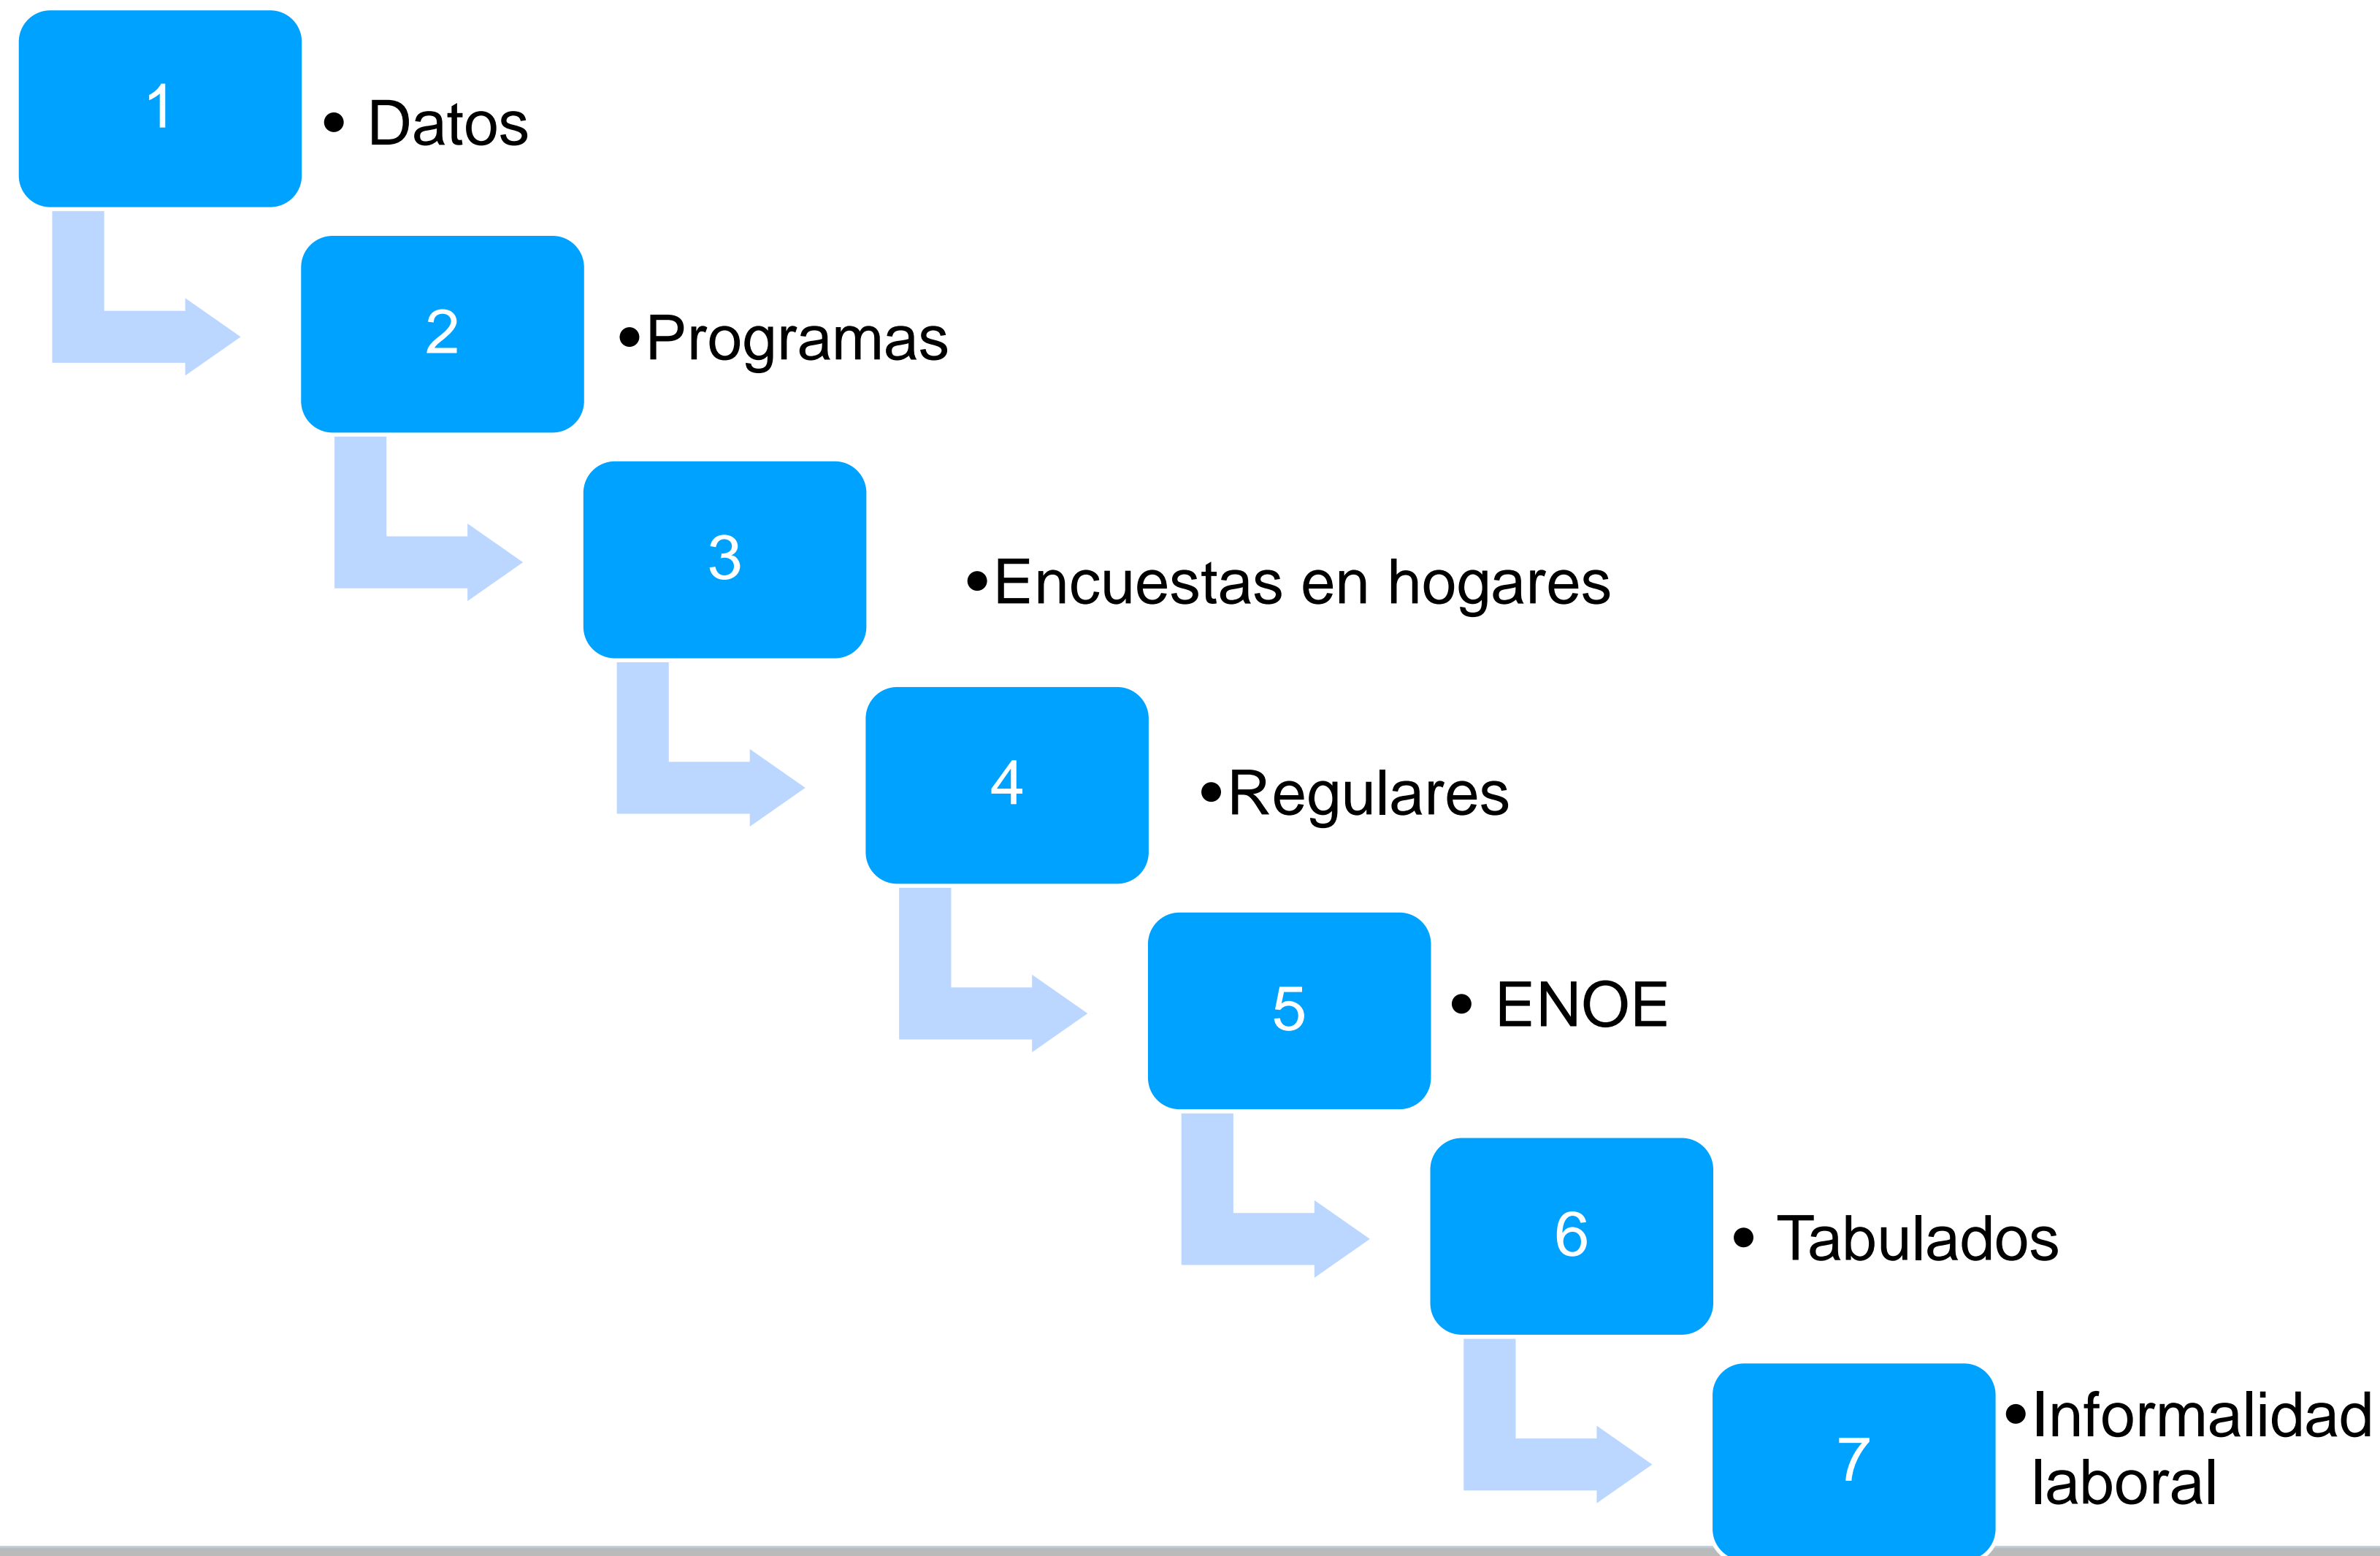 1
• Datos
2
•Programas
3
•Encuestas en hogares
4
•Regulares
5
• ENOE
6
• Tabulados
7
•Informalidad
laboral